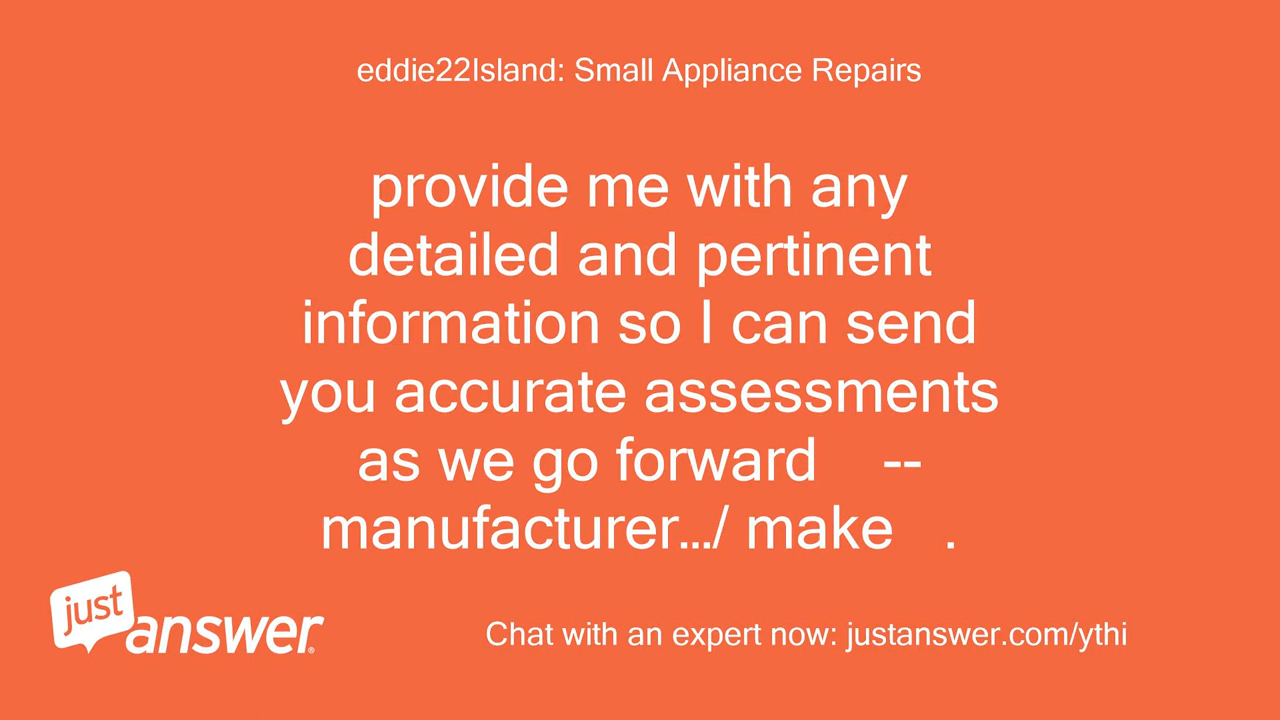 eddie22Island: Small Appliance Repairs
provide me with any
detailed and pertinent
information so I can send
you accurate assessments
as we go forward    --
manufacturer.../ make   .
just
answer®
Chat with an expert now: justanswer.com/ythi